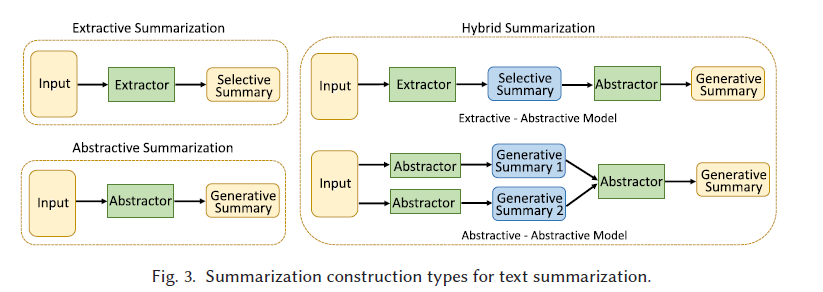 Extractive Summarization
Input
Extractor
Selective
Summary
Abstractive Summarization
Input
Abstractor
Generative
Summary
Hybrid Summarization
Input
Extractor
Selective
Summary
Abstractor
Generative
Summary
Extractive - Abstractive Model
Input
Abstractor
Generative
Summary 1
Abstractor
Generative
Summary 2
Abstractor
Generative
Summary
Abstractive - Abstractive Model
Fig. 3. Summarization construction types for text summarization.